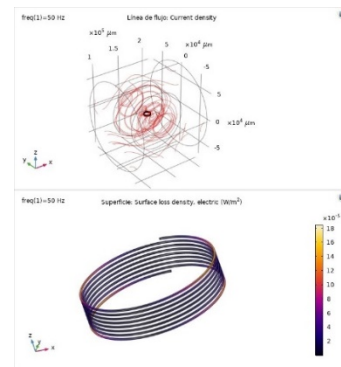 freq(1)=50 Hz
Línea de flujo: Current density
×10⁵ µm
1
1.5
2
5
0
×10⁴ µm
-5
5
0
×10⁴ µm
-5
z
y
x
freq(1)=50 Hz
Superficie: Surface loss density, electric (W/m²)
18
16
14
12
10
8
6
4
2
z
y
x